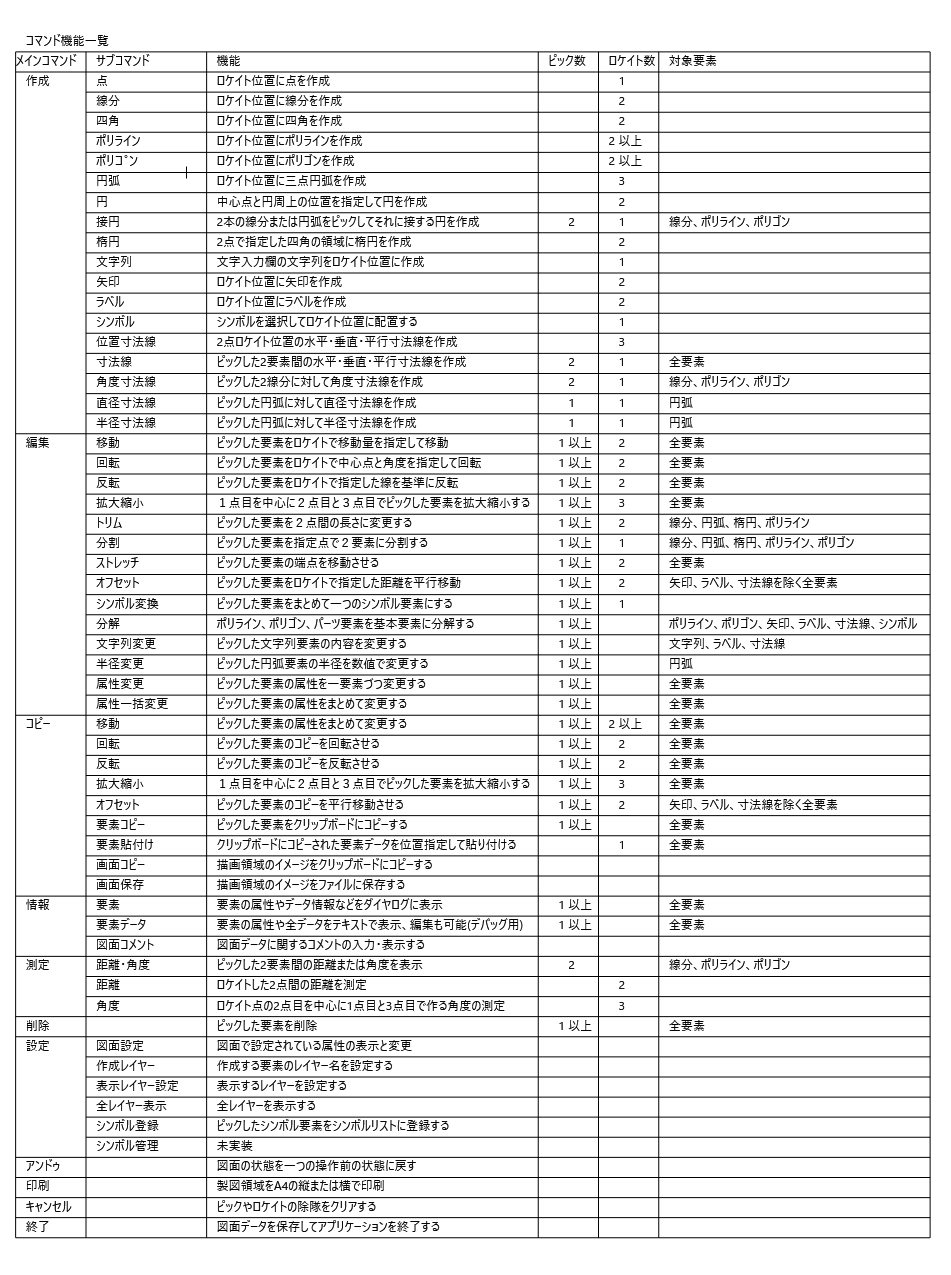 コマンド機能一覧
メインコマンド サブコマンド 機能 ピック数 ロケイト数 対象要素
作成 点 ロケイト位置に点を作成 1
線分 ロケイト位置に線分を作成 2
四角 ロケイト位置に四角を作成 2
ポリライン ロケイト位置にポリラインを作成 2 以上
ポリゴン ロケイト位置にポリゴンを作成 2 以上
円弧 ロケイト位置に三点円弧を作成 3
円 中心点と円周上の位置を指定して円を作成 2
接円 2本の線分または円弧をピックしてそれに接する円を作成 2 1 線分、ポリライン、ポリゴン
楕円 2点で指定した四角の領域に楕円を作成 2
文字列 文字入力欄の文字列をロケイト位置に作成 1
矢印 ロケイト位置に矢印を作成 2
ラベル ロケイト位置にラベルを作成 2
シンボル シンボルを選択してロケイト位置に配置する 1
位置寸法線 2点ロケイト位置の水平・垂直・平行寸法線を作成 3
寸法線 ピックした2要素間の水平・垂直・平行寸法線を作成 2 1 全要素
角度寸法線 ピックした2線分に対して角度寸法線を作成 2 1 線分、ポリライン、ポリゴン
直径寸法線 ピックした円弧に対して直径寸法線を作成 1 1 円弧
半径寸法線 ピックした円弧に対して半径寸法線を作成 1 1 円弧
編集 移動 ピックした要素をロケイトで移動量を指定して移動 1 以上 2 全要素
回転 ピックした要素をロケイトで中心点と角度を指定して回転 1 以上 2 全要素
反転 ピックした要素をロケイトで指定した線を基準に反転 1 以上 2 全要素
拡大縮小 1点目を中心に２点目と３点目でピックした要素を拡大縮小する 1 以上 3 全要素
トリム ピックした要素を２点間の長さに変更する 1 以上 2 線分、円弧、楕円、ポリライン
分割 ピックした要素を指定点で２要素に分割する 1 以上 1 線分、円弧、楕円、ポリライン、ポリゴン
ストレッチ ピックした要素の端点を移動させる 1 以上 2 全要素
オフセット ピックした要素をロケイトで指定した距離を平行移動 1 以上 2 矢印、ラベル、寸法線を除く全要素
シンボル変換 ピックした要素をまとめて一つのシンボル要素にする 1 以上 1
分解 ポリライン、ポリゴン、パーツ要素を基本要素に分解する 1 以上 ポリライン、ポリゴン、矢印、ラベル、寸法線、シンボル
文字列変更 ピックした文字列要素の内容を変更する 1 以上 文字列、ラベル、寸法線
半径変更 ピックした円弧要素の半径を数値で変更する 1 以上 円弧
属性変更 ピックした要素の属性を一要素づつ変更する 1 以上 全要素
属性一括変更 ピックした要素の属性をまとめて変更する 1 以上 全要素
コピー 移動 ピックした要素の属性をまとめて変更する 1 以上 2 以上 全要素
回転 ピックした要素のコピーを回転させる 1 以上 2 全要素
反転 ピックした要素のコピーを反転させる 1 以上 2 全要素
拡大縮小 1点目を中心に２点目と３点目でピックした要素を拡大縮小する 1 以上 3 全要素
オフセット ピックした要素のコピーを平行移動させる 1 以上 2 矢印、ラベル、寸法線を除く全要素
要素コピー ピックした要素をクリップボードにコピーする 1 以上 全要素
要素貼付け クリップボードにコピーされた要素データを位置指定して貼り付ける 1 全要素
画面コピー 描画領域のイメージをクリップボードにコピーする
画面保存 描画領域のイメージをファイルに保存する
情報 要素 要素の属性やデータ情報などをダイヤログに表示 1 以上 全要素
要素データ 要素の属性や全データをテキストで表示、編集も可能(デバッグ用) 1 以上 全要素
図面コメント 図面データに関するコメントの入力・表示する
測定 距離・角度 ピックした2要素間の距離または角度を表示 2 線分、ポリライン、ポリゴン
距離 ロケイトした2点間の距離を測定 2
角度 ロケイト点の2点目を中心に1点目と3点目で作る角度の測定 3
削除 ピックした要素を削除 1 以上 全要素
設定 図面設定 図面で設定されている属性の表示と変更
作成レイヤー 作成する要素のレイヤー名を設定する
表示レイヤー設定 表示するレイヤーを設定する
全レイヤー表示 全レイヤーを表示する
シンボル登録 ピックしたシンボル要素をシンボルリストに登録する
シンボル管理 未実装
アンドゥ 図面の状態を一つの操作前の状態に戻す
印刷 製図領域をA4の縦または横で印刷
キャンセル ピックやロケイトの除隊をクリアする
終了 図面データを保存してアプリケーションを終了する